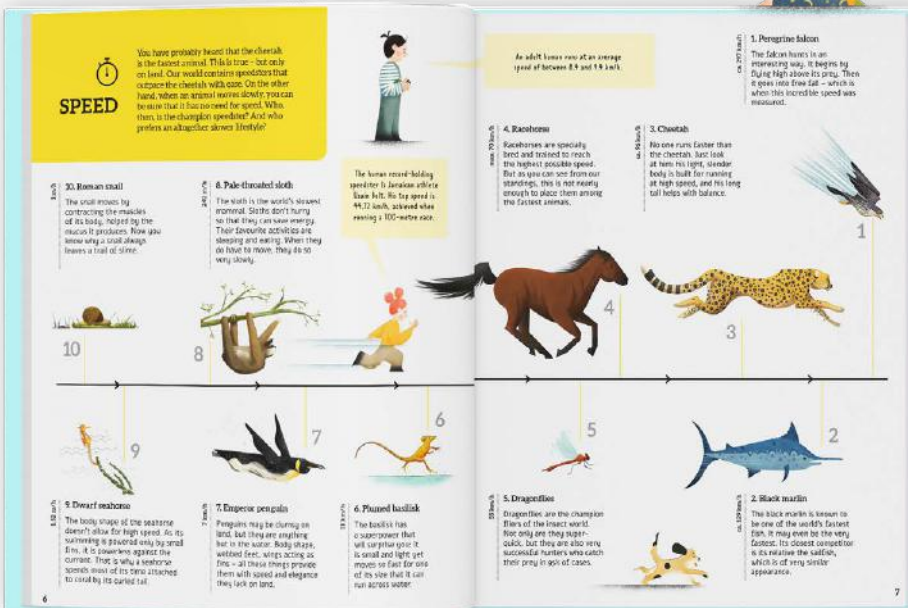 SPEED
You have probably heard that the cheetah
is the fastest animal. This is true – but only
on land. Our world contains speedsters that
outpace the cheetah with ease. On the other
hand, when an animal moves slowly, you can
be sure that it has no need for speed. Who,
then, is the champion speedster? And who
prefers an altogether slower lifestyle?
An adult human runs at an average
speed of between 8.4 and 9.4 km/h.
The human record-holding
speedster is Jamaican athlete
Usain Bolt. His top speed is
44.72 km/h, achieved when
running a 100-metre race.
ca. 297 km/h
1. Peregrine falcon
The falcon hunts in an
interesting way. It begins by
flying high above its prey. Then
it goes into free fall – which is
when this incredible speed was
measured.
1
max. 70 km/h
4. Racehorse
Racehorses are specially
bred and trained to reach
the highest possible speed.
But as you can see from our
standings, this is not nearly
enough to place them among
the fastest animals.
4
3. Cheetah
No one runs faster than
the cheetah. Just look
at him: his light, slender
body is built for running
at high speed, and his long
tail helps with balance.
3
10. Roman snail
The snail moves by
contracting the muscles
of its body, helped by the
mucus it produces. Now you
know why a snail always
leaves a trail of slime.
10
8. Pale-throated sloth
The sloth is the world's slowest
mammal. Sloths don't hurry
so that they can save energy.
Their favourite activities are
sleeping and eating. When they
do have to move, they do so
very slowly.
8
9
9. Dwarf seahorse
The body shape of the seahorse
doesn't allow for high speed. As its
swimming is powered only by small
fins, it is powerless against the
current. That is why a seahorse
spends most of its time attached
to coral by its curled tail.
7
7 km/h
7. Emperor penguin
Penguins may be clumsy on
land, but they are anything
but in the water. Body shape,
webbed feet, wings acting as
fins – all these things provide
them with speed and elegance
they lack on land.
6
6. Plumed basilisk
The basilisk has
a superpower that
will surprise you: it
is small and light yet
moves so fast for one
of its size that it can
run across water.
5
5. Dragonflies
Dragonflies are the champion
fliers of the insect world.
Not only are they super-
quick, but they are also very
successful hunters who catch
their prey in 95% of cases.
2
ca. 129 km/h
2. Black marlin
The black marlin is known to
be one of the world's fastest
fish. It may even be the very
fastest. Its closest competitor
is its relative the sailfish,
which is of very similar
appearance.
6
7